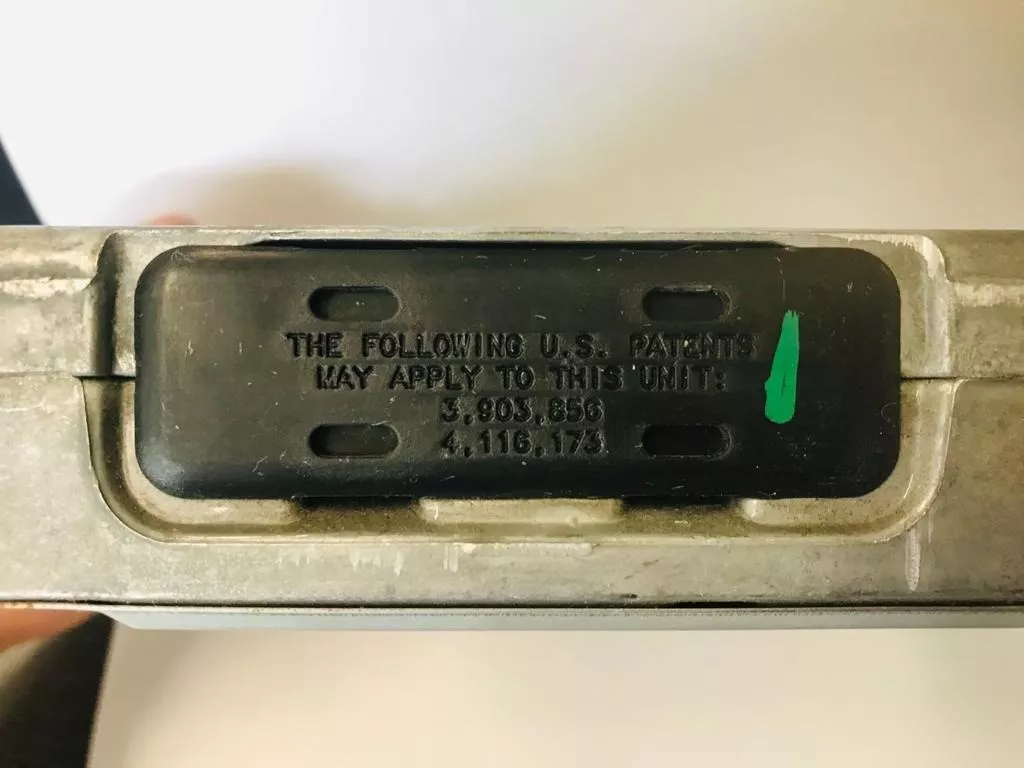 THE FOLLOWING U.S. PATENTS
MAY APPLY TO THIS UNIT:
3,903,856
4,116,173